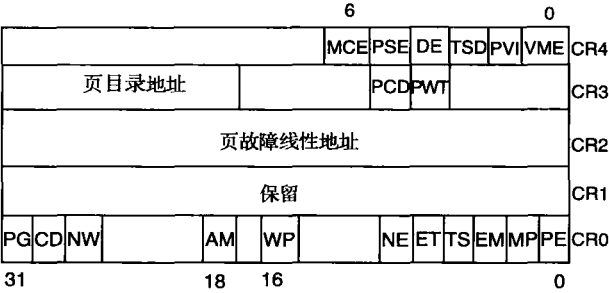 6 0
MCE PSE DE TSD PVI VME CR4
页目录地址 PCD PWT CR3
页故障线性地址 CR2
保留 CR1
PG CD NW AM WP NE ET TS EM MP PE CR0
31 18 16 0